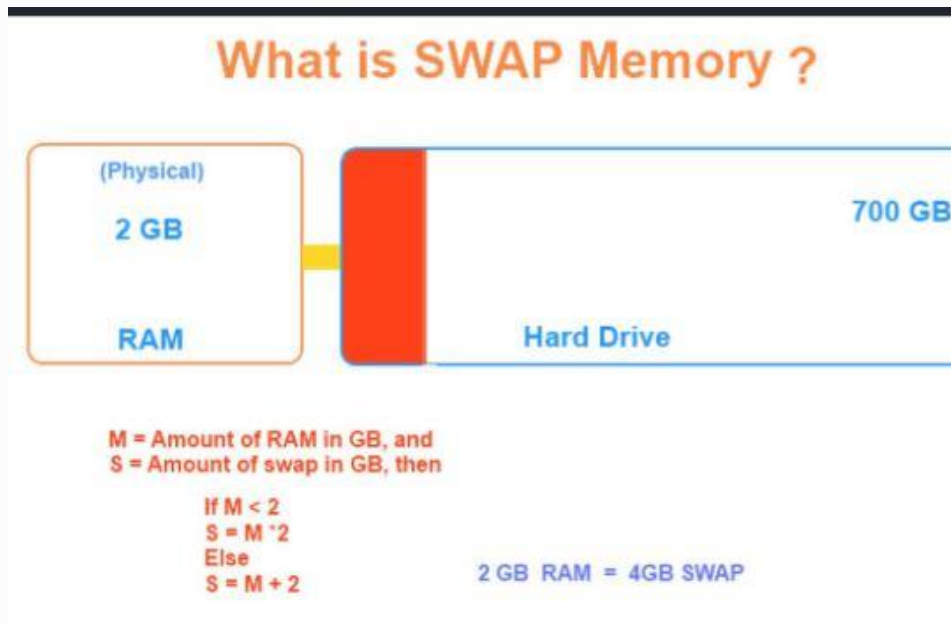 What is SWAP Memory ?
(Physical)
2 GB
RAM
700 GB
Hard Drive
M = Amount of RAM in GB, and
S = Amount of swap in GB, then
If M < 2
S = M *2
Else
S = M + 2
2 GB RAM = 4GB SWAP